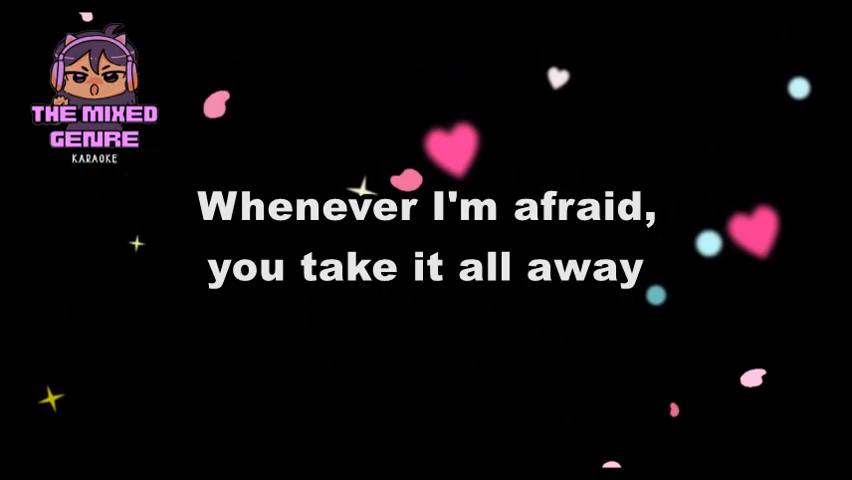 THE MIXED
GENRE
KARAOKE
Whenever I'm afraid,
you take it all away